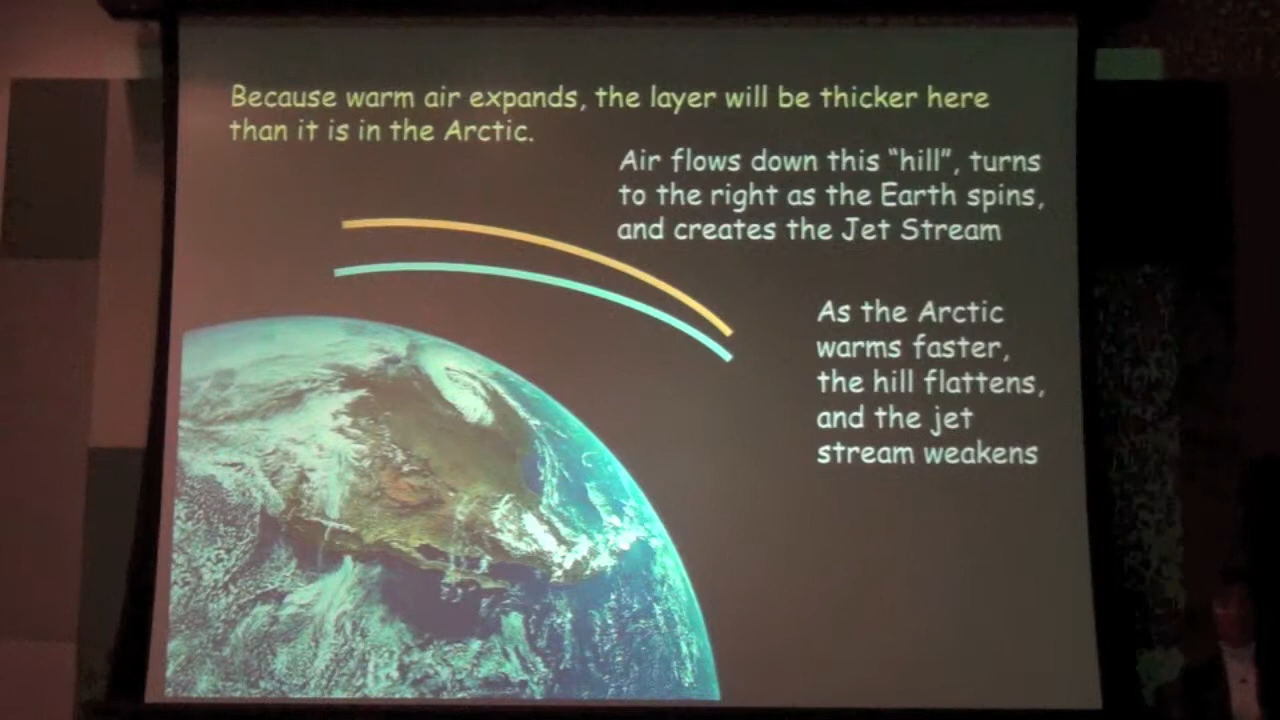 Because warm air expands, the layer will be thicker here
than it is in the Arctic.
Air flows down this “hill”, turns
to the right as the Earth spins,
and creates the Jet Stream
As the Arctic
warms faster,
the hill flattens,
and the jet
stream weakens